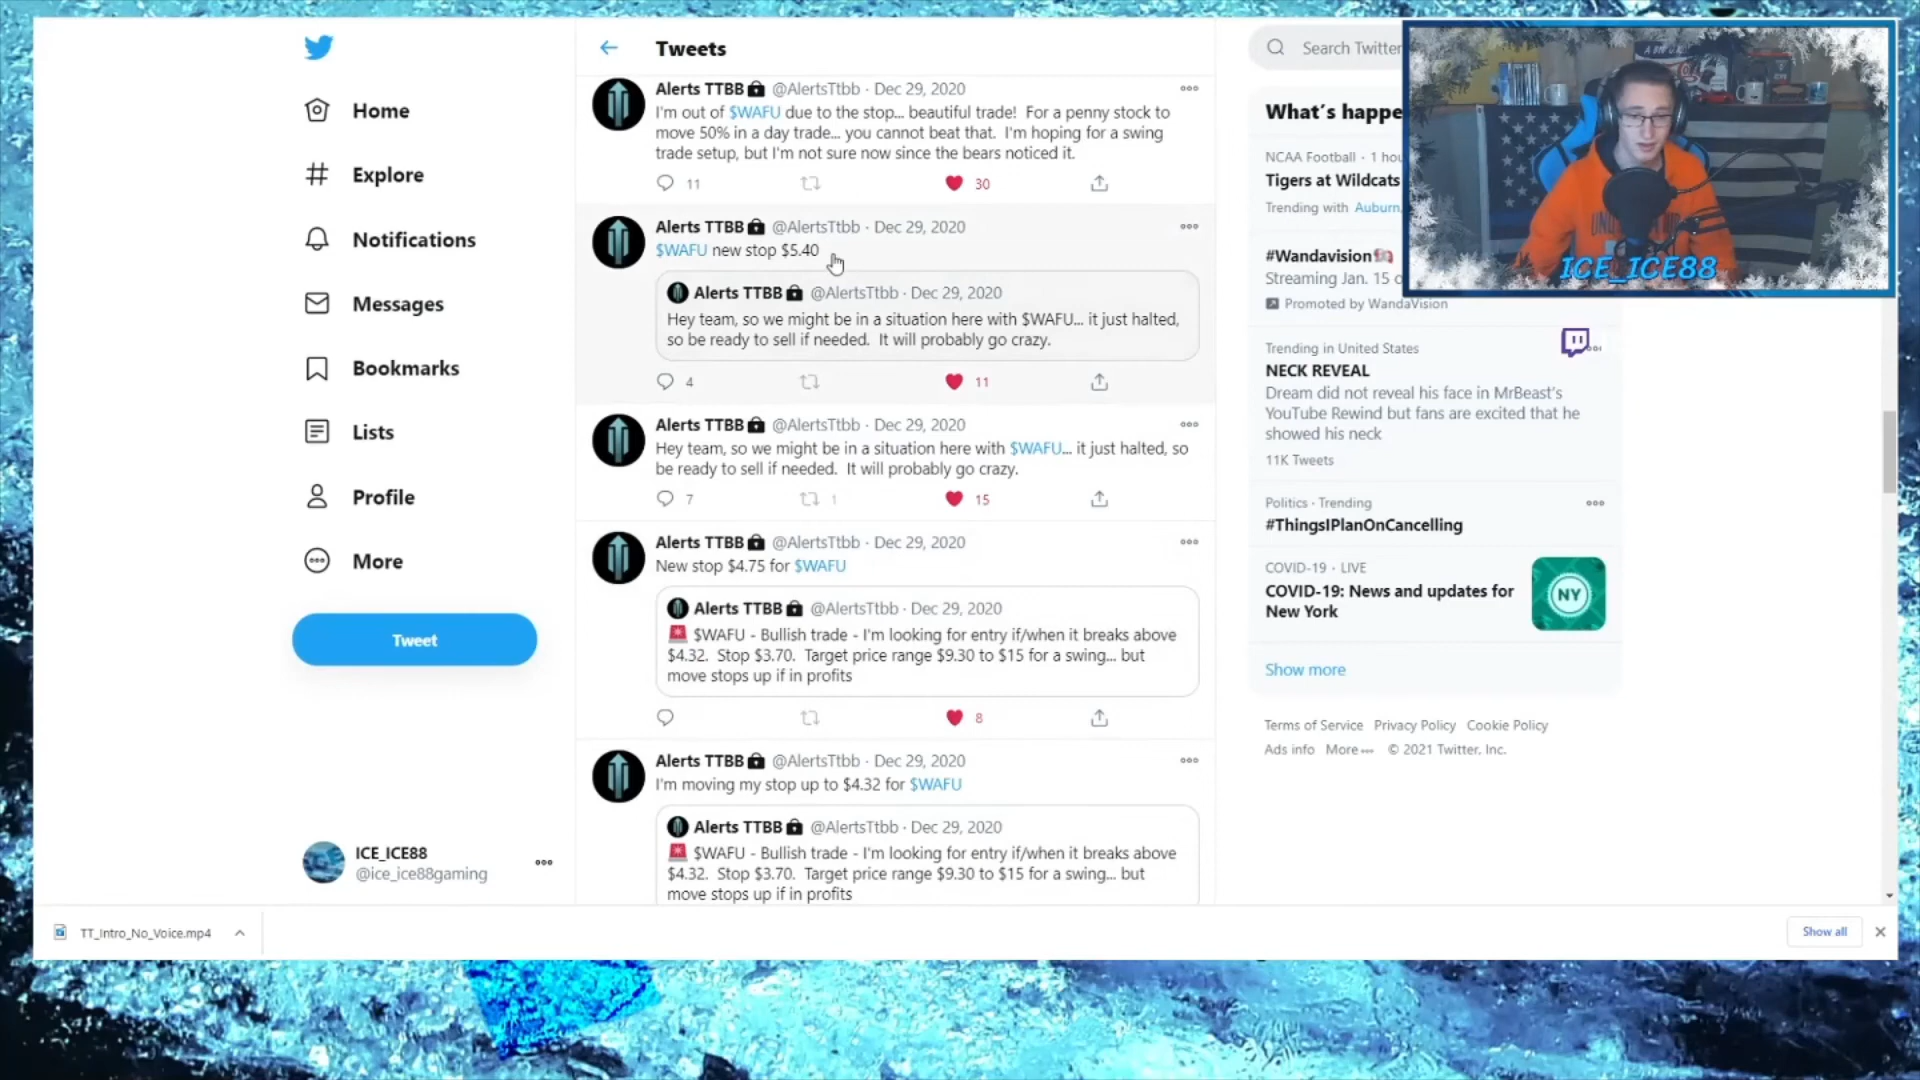 Home
Explore
Notifications
Messages
Bookmarks
Lists
Profile
More
Tweet
ICE_ICE88
@ice_ice88gaming
Tweets
Alerts TTBB @AlertsTtbb · Dec 29, 2020
I'm out of $WAFU due to the stop... beautiful trade! For a penny stock to
move 50% in a day trade... you cannot beat that. I'm hoping for a swing
trade setup, but I'm not sure now since the bears noticed it.
11
30
Alerts TTBB @AlertsTtbb · Dec 29, 2020
$WAFU new stop $5.40
Alerts TTBB @AlertsTtbb · Dec 29, 2020
Hey team, so we might be in a situation here with $WAFU... it just halted,
so be ready to sell if needed. It will probably go crazy.
4
11
Alerts TTBB @AlertsTtbb · Dec 29, 2020
Hey team, so we might be in a situation here with $WAFU... it just halted, so
be ready to sell if needed. It will probably go crazy.
7
1
15
Alerts TTBB @AlertsTtbb · Dec 29, 2020
New stop $4.75 for $WAFU
Alerts TTBB @AlertsTtbb · Dec 29, 2020
$WAFU - Bullish trade - I'm looking for entry if/when it breaks above
$4.32. Stop $3.70. Target price range $9.30 to $15 for a swing... but
move stops up if in profits
8
Alerts TTBB @AlertsTtbb · Dec 29, 2020
I'm moving my stop up to $4.32 for $WAFU
Alerts TTBB @AlertsTtbb · Dec 29, 2020
$WAFU - Bullish trade - I'm looking for entry if/when it breaks above
$4.32. Stop $3.70. Target price range $9.30 to $15 for a swing... but
move stops up if in profits
Search Twitter
What's happe
NCAA Football · 1 hou
Tigers at Wildcats
Trending with Auburn,
#Wandavision
Streaming Jan. 15 o
Promoted by WandaVision
Trending in United States
NECK REVEAL
Dream did not reveal his face in MrBeast's
YouTube Rewind but fans are excited that he
showed his neck
11K Tweets
Politics · Trending
#ThingsIPlanOnCancelling
COVID-19 · LIVE
COVID-19: News and updates for
New York
NY
Show more
Terms of Service Privacy Policy Cookie Policy
Ads info More © 2021 Twitter, Inc.
ICE_ICE88
TT_Intro_No_Voice.mp4
Show all